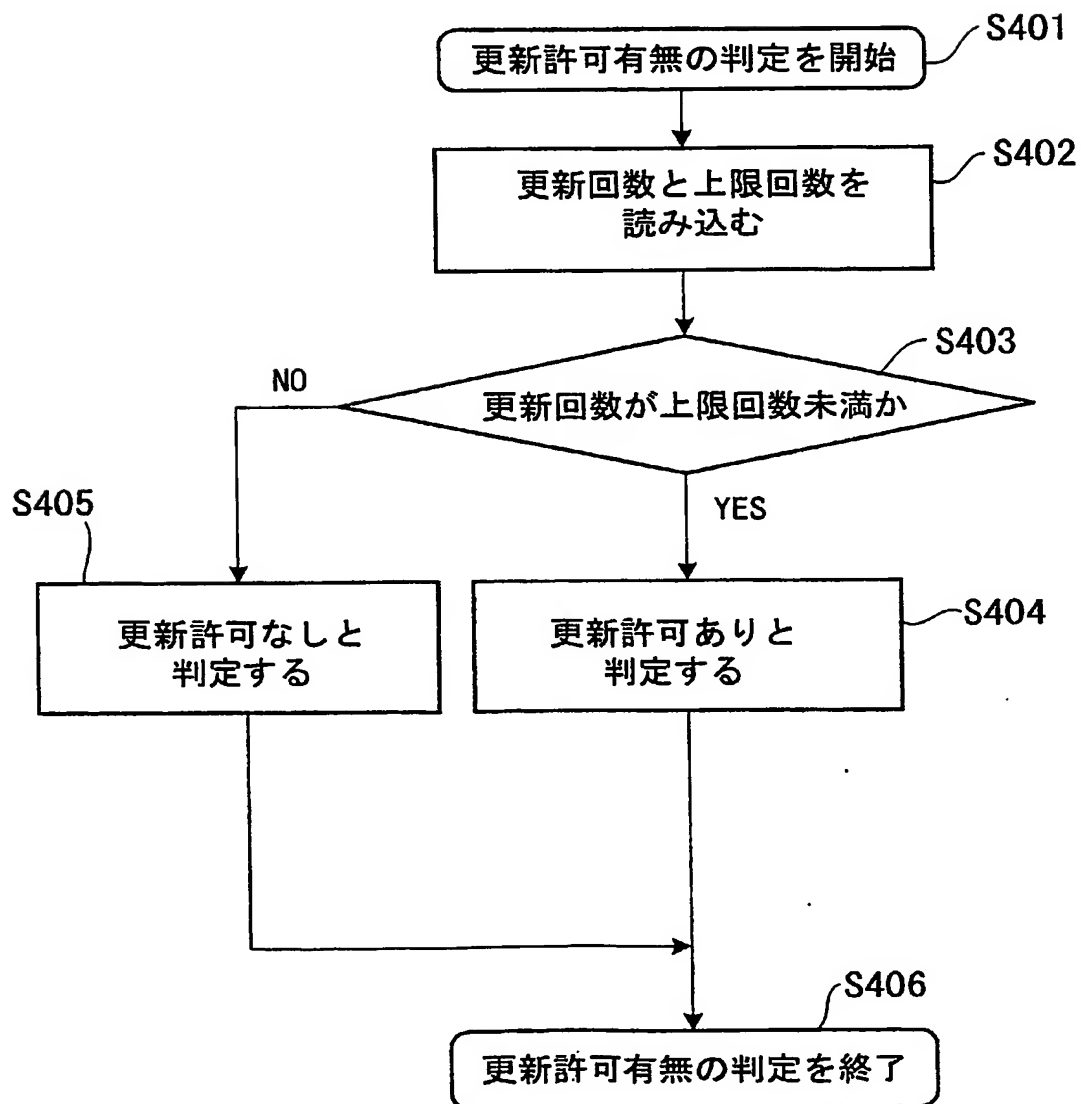 S401
更新許可有無の判定を開始
S402
更新回数と上限回数を
読み込む
S403
更新回数が上限回数未満か
NO
YES
S405
更新許可なしと
判定する
S404
更新許可ありと
判定する
S406
更新許可有無の判定を終了